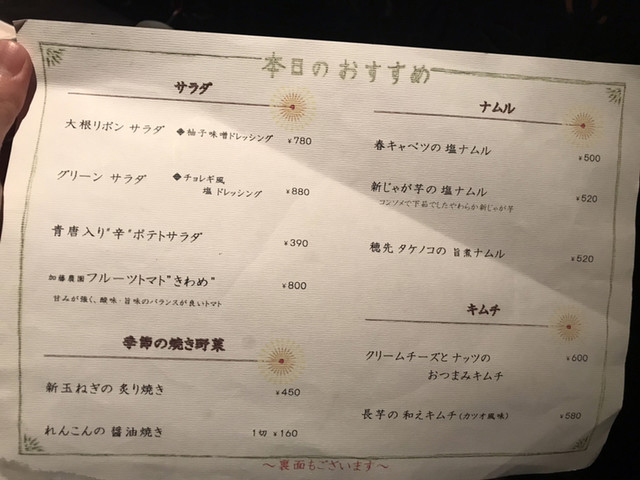 本日のおすすめ
サラダ
大根リボン サラダ ◆柚子味噌ドレッシング ¥780
グリーン サラダ ◆チョレギ風
塩 ドレッシング ¥880
青唐入り"辛"ポテトサラダ ¥390
加藤農園フルーツトマト"きわめ" ¥800
甘みが強く、酸味・旨味のバランスが良いトマト
季節の焼き野菜
新玉ねぎの 炙り焼き ¥450
れんこんの 醤油焼き 1切 ¥160
ナムル
春キャベツの 塩ナムル ¥500
新じゃが芋の 塩ナムル ¥520
コンソメで下茹でしたやわらか新じゃが芋
穂先 タケノコの 旨煮ナムル ¥520
キムチ
クリームチーズと ナッツの ¥600
おつまみキムチ
長芋の 和えキムチ(カツオ風味) ¥580
〜裏面もございます〜